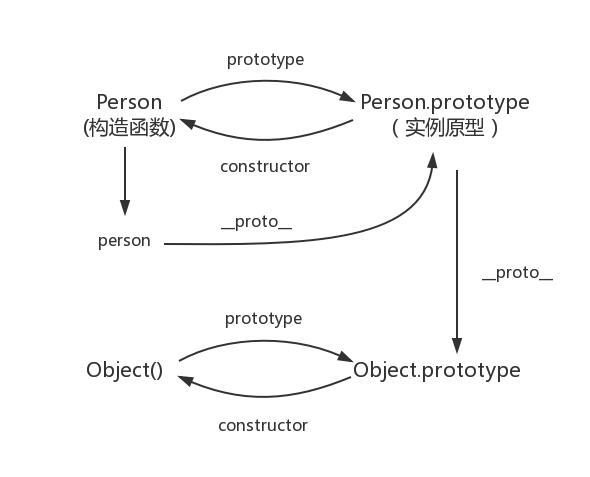 prototype
Person
(构造函数)
Person.prototype
( 实例原型 )
constructor
__proto__
person
__proto__
prototype
Object()
Object.prototype
constructor